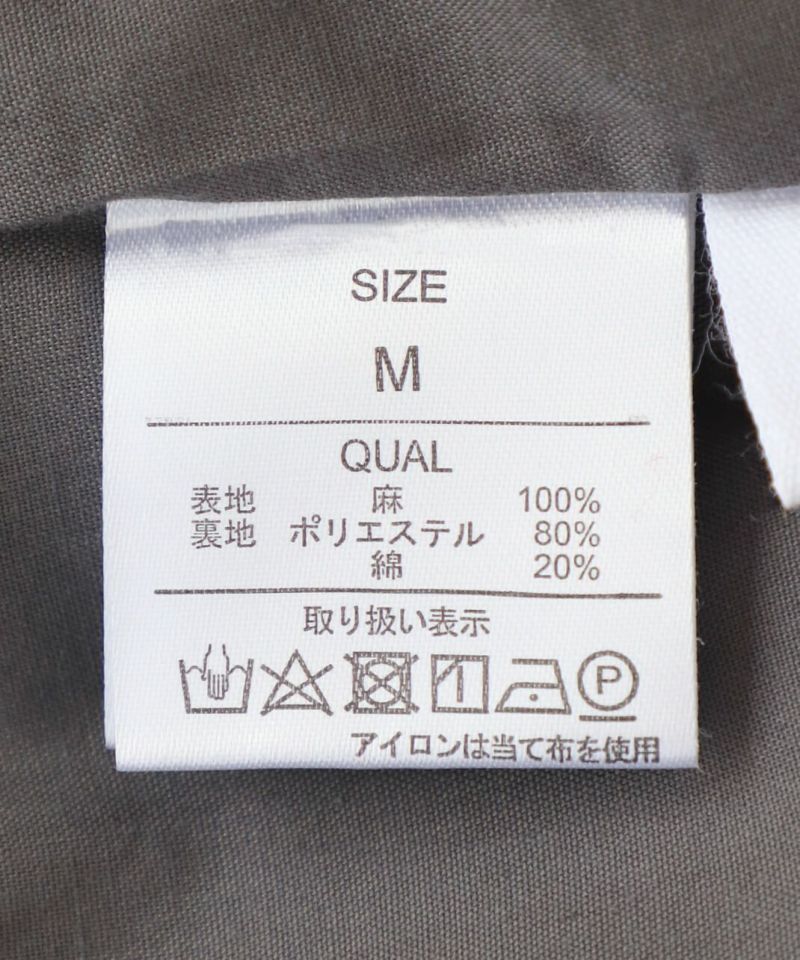 SIZE
M
QUAL
表地 麻 100%
裏地 ポリエステル 80%
綿 20%
取り扱い表示
P
アイロンは当て布を使用